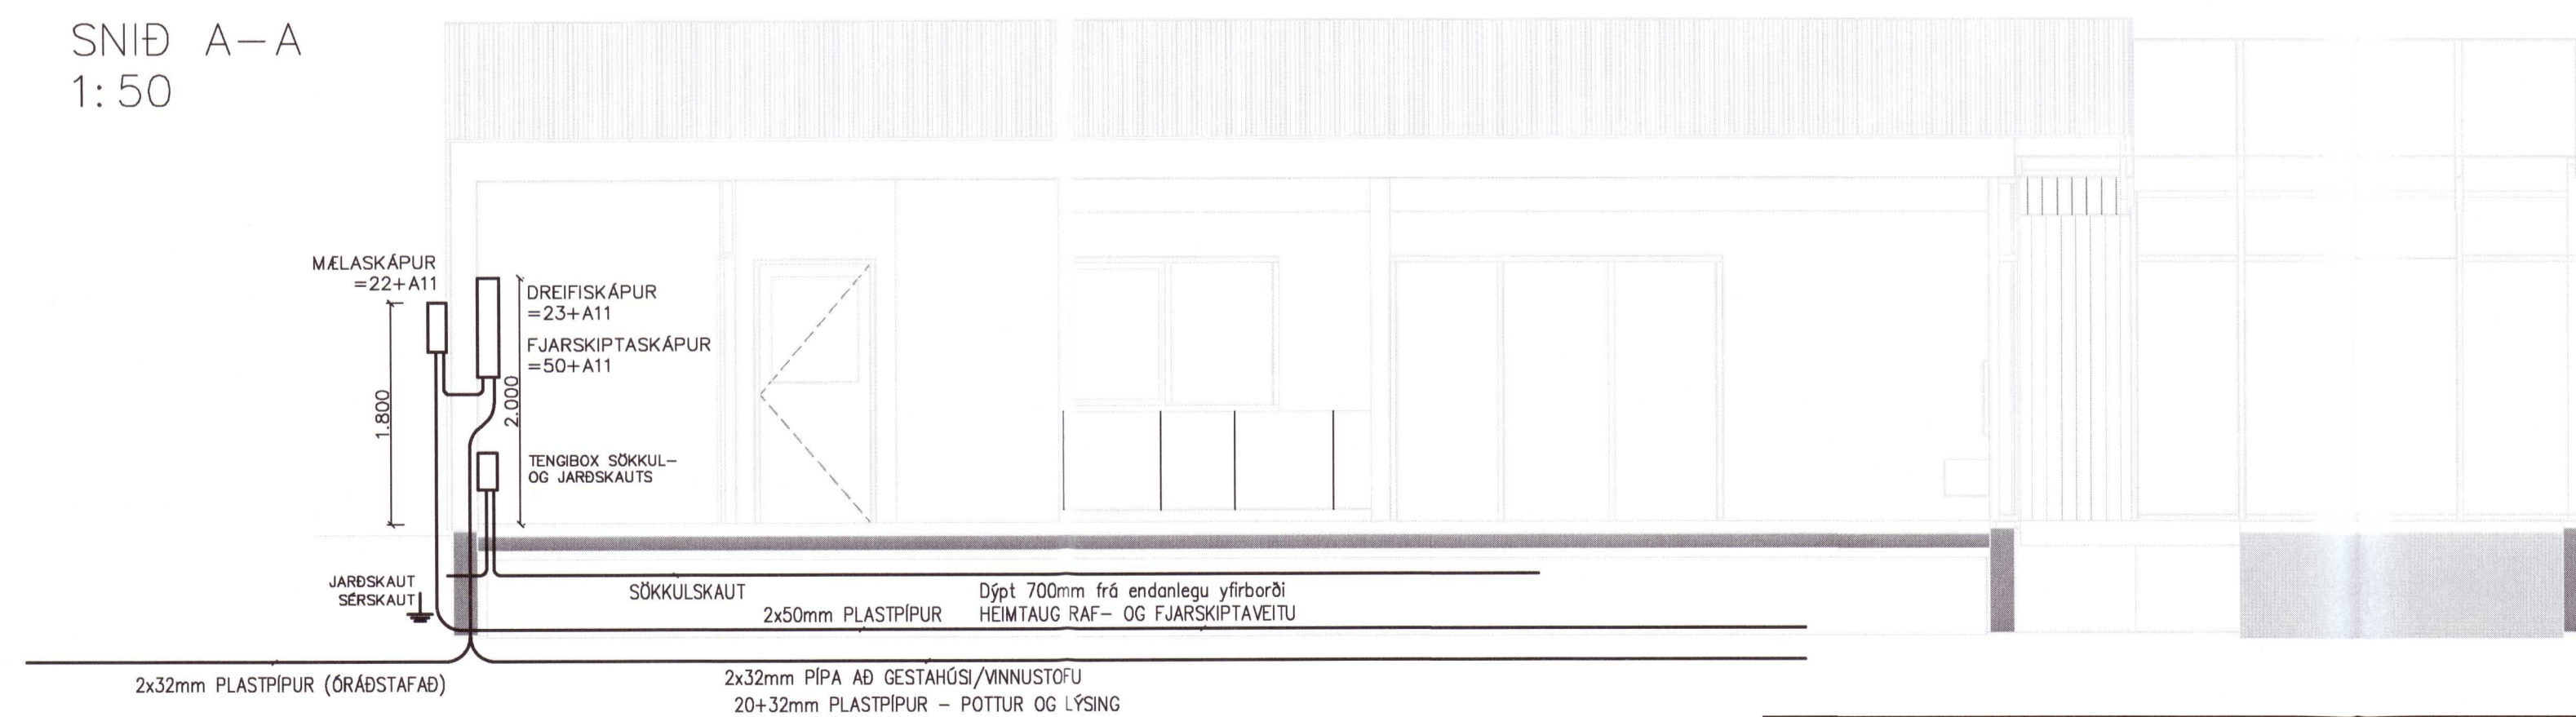 SNIÐ A–A
1:50
MÆLASKÁPUR
=22+A11
DREIFISKÁPUR
=23+A11
FJARSKIPTASKÁPUR
=50+A11
1.800
2.000
TENGIBOX SÖKKUL–
OG JARÐSKAUTS
JARÐSKAUT
SÉRSKAUT
SÖKKULSKAUT
Dýpt 700mm frá endanlegu yfirborði
2x50mm PLASTPÍPUR
HEIMTAUG RAF– OG FJARSKIPTAVEITU
2x32mm PLASTPÍPUR (ÓRÁÐSTAFAÐ)
2x32mm PÍPA AÐ GESTAHÚSI/VINNUSTOFU
20+32mm PLASTPÍPUR – POTTUR OG LÝSING